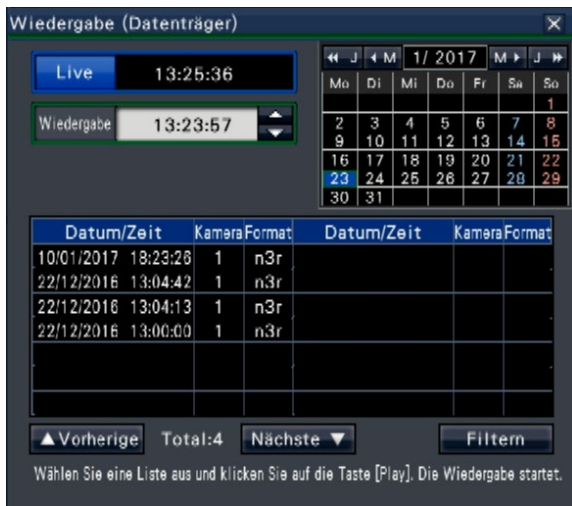 Wiedergabe (Datenträger)
Live 13:25:36
Wiedergabe 13:23:57
J M 1/ 2017 M J
Mo Di Mi Do Fr Sa So
1
2 3 4 5 6 7 8
9 10 11 12 13 14 15
16 17 18 19 20 21 22
23 24 25 26 27 28 29
30 31
Datum/Zeit Kamera Format Datum/Zeit Kamera Format
10/01/2017 18:23:26 1 n3r
22/12/2016 13:04:42 1 n3r
22/12/2016 13:04:13 1 n3r
22/12/2016 13:00:00 1 n3r
▲Vorherige Total:4 Nächste ▼ Filtern
Wählen Sie eine Liste aus und klicken Sie auf die Taste [Play]. Die Wiedergabe startet.